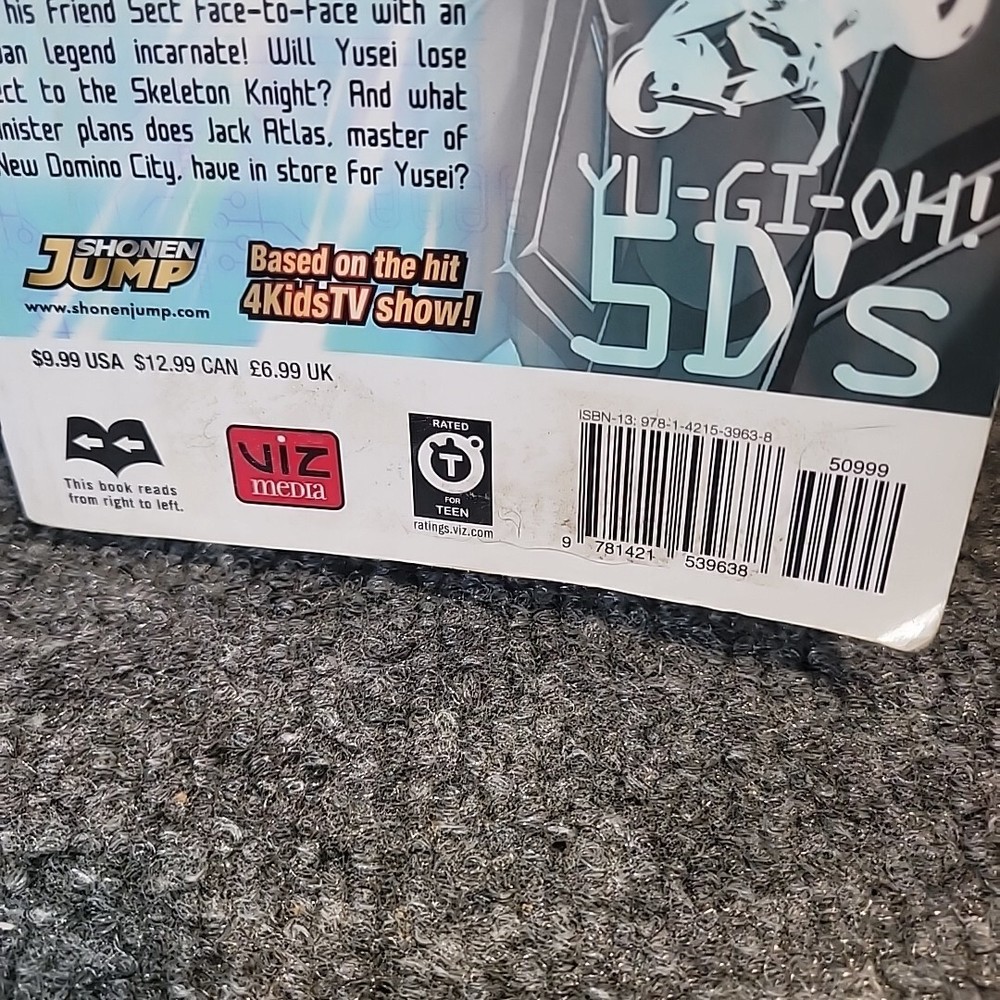 his Friend Sect Face-to-Face with an
legend incarnate! Will Yusei lose
to the Skeleton Knight? And what
plans does Jack Atlas, master of
New Domino City, have in store for Yusei?
YU-GI-OH!
5D'S
SHONEN
JUMP
www.shonenjump.com
Based on the hit
4KidsTV show!
$9.99 USA $12.99 CAN £6.99 UK
This book reads
from right to left.
VIZ
MEDIA
RATED
T
FOR
TEEN
ratings.viz.com
ISBN-13: 978-1-4215-3963-8
50999
9 781421 539638